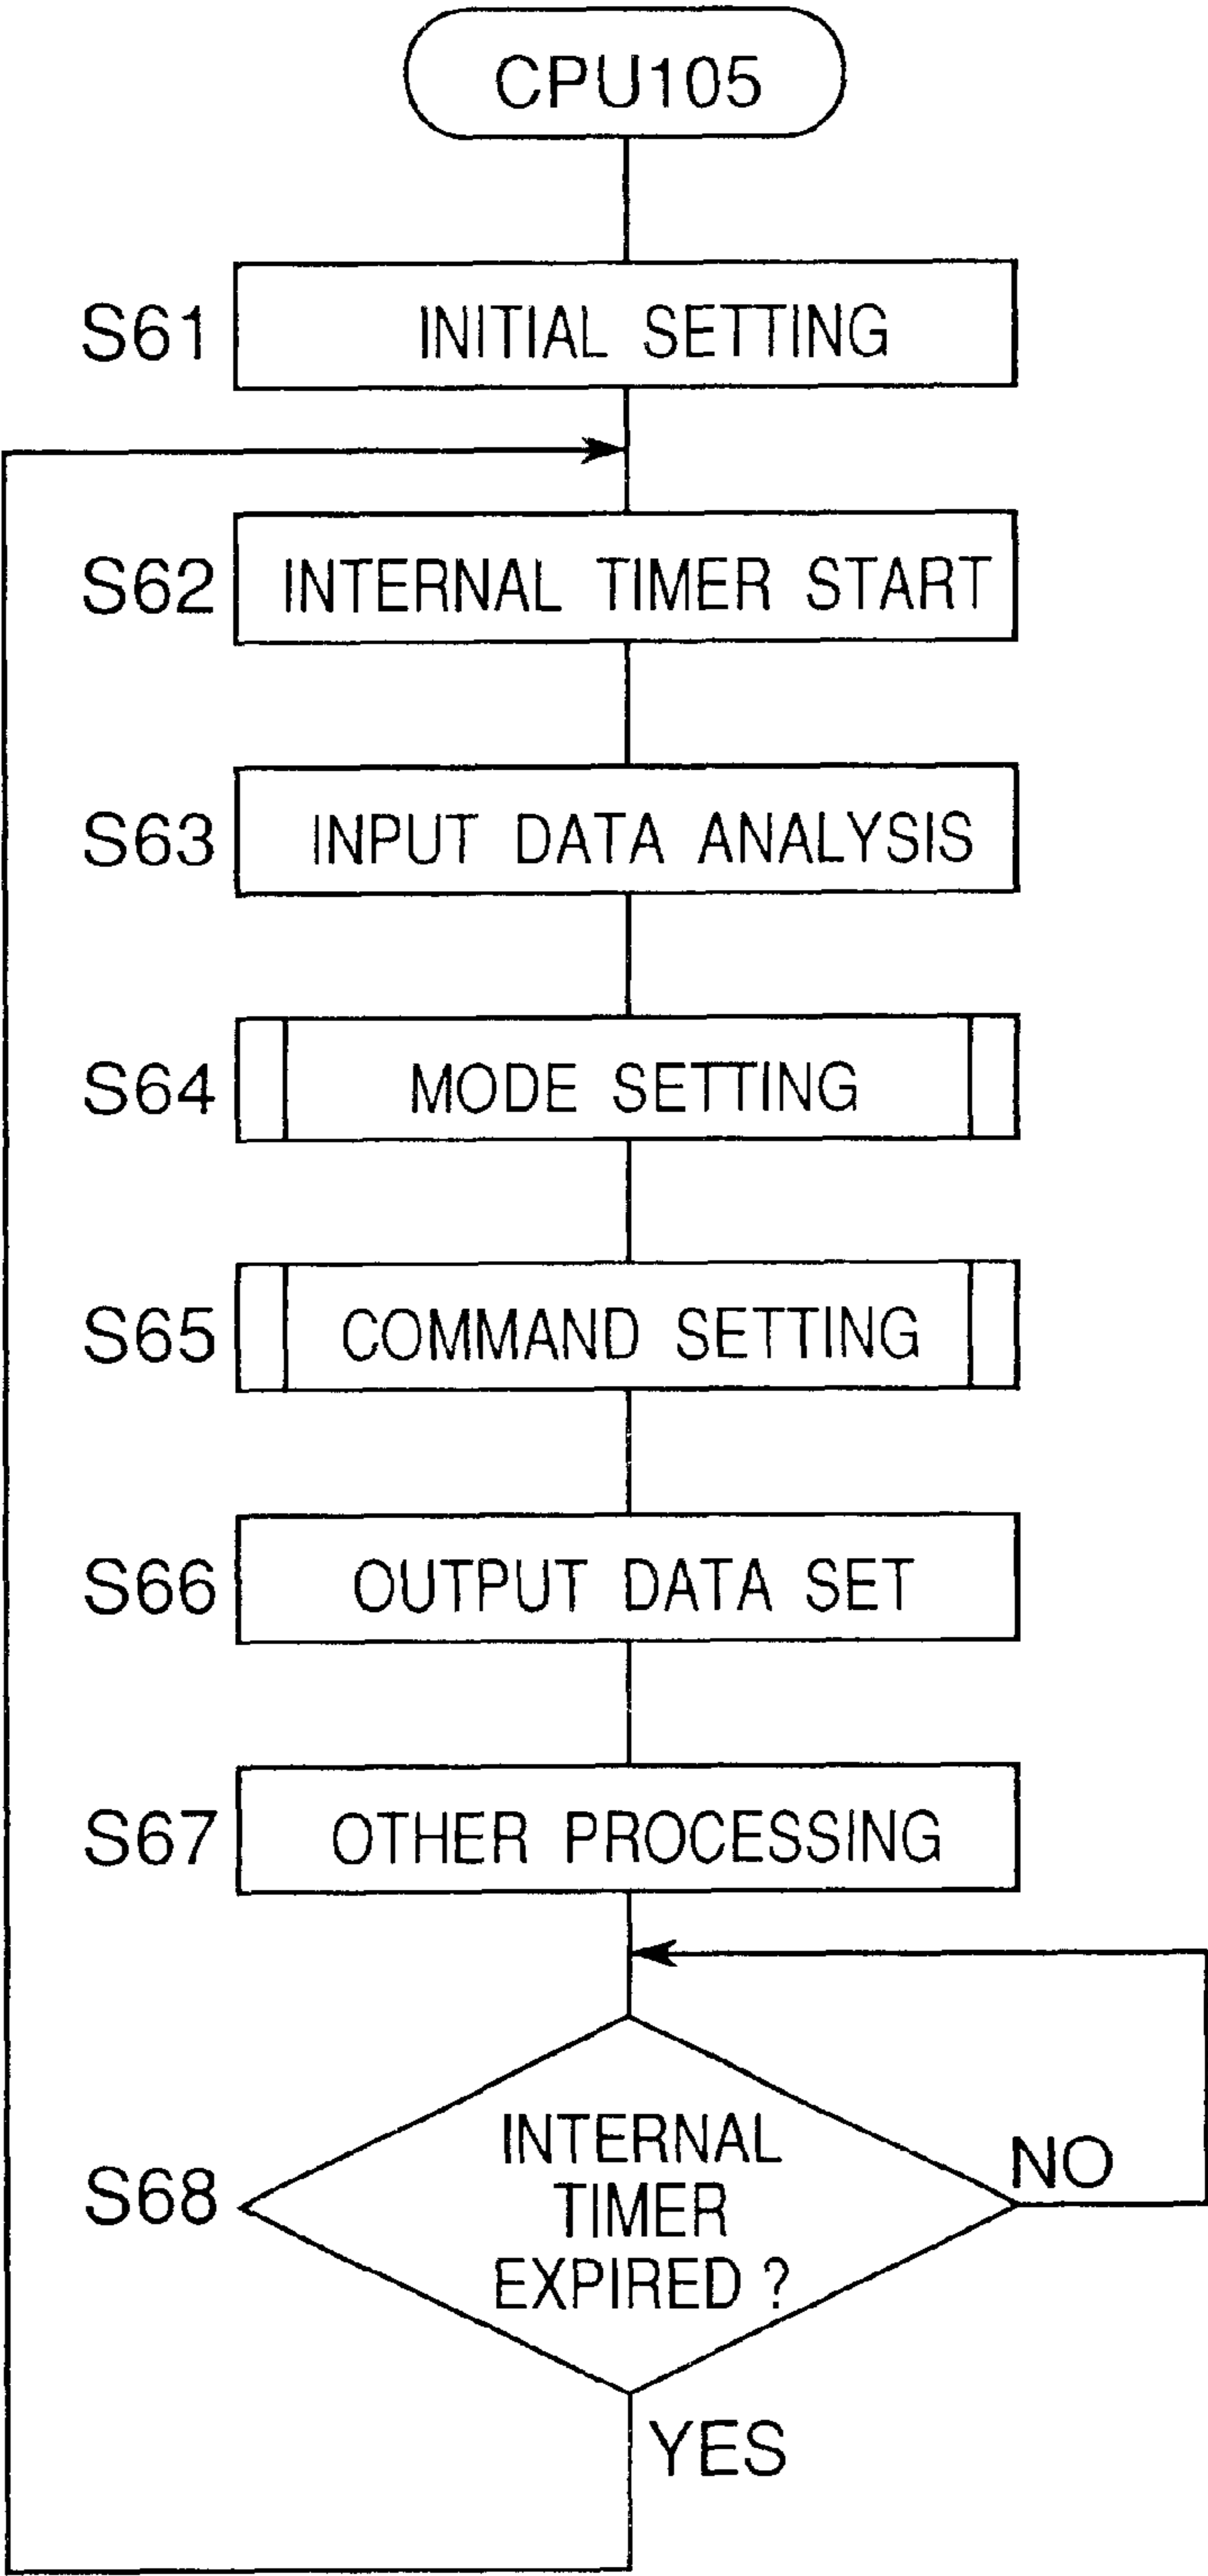 CPU105
S61 INITIAL SETTING
S62 INTERNAL TIMER START
S63 INPUT DATA ANALYSIS
S64 MODE SETTING
S65 COMMAND SETTING
S66 OUTPUT DATA SET
S67 OTHER PROCESSING
INTERNAL
NO
S68 TIMER
EXPIRED ?
YES